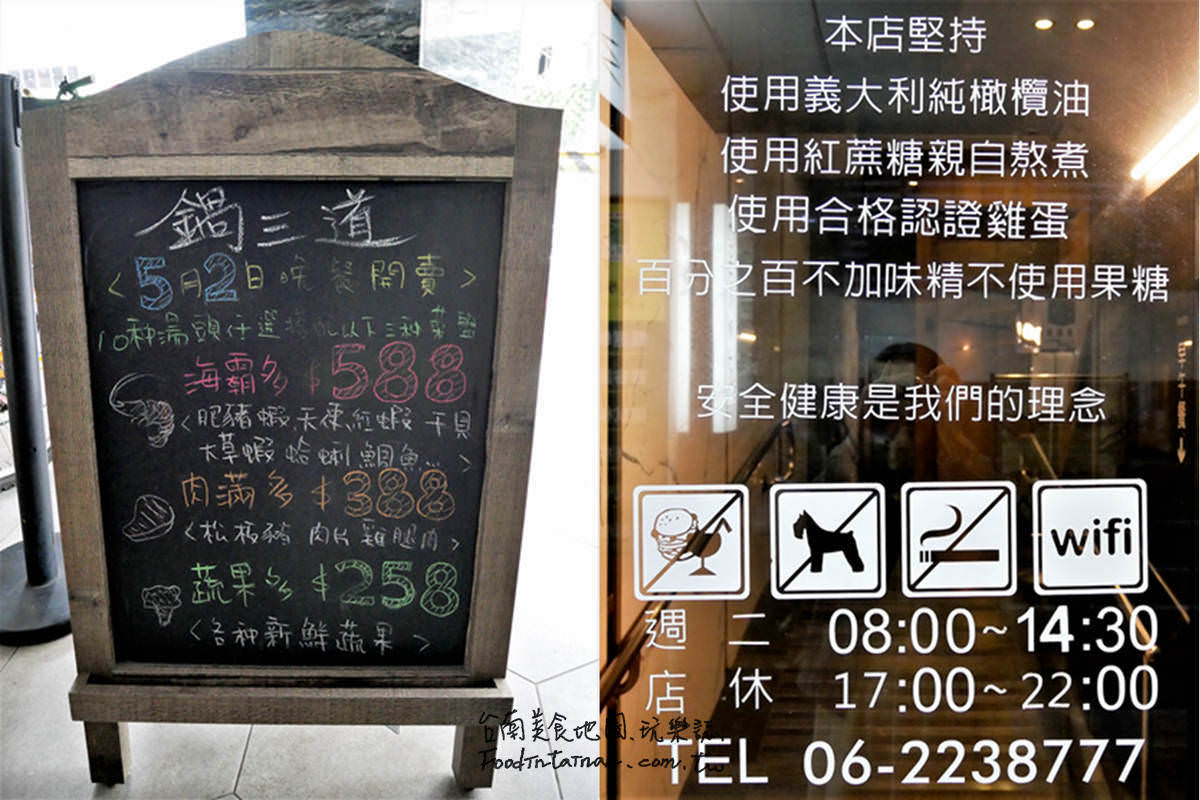 鍋三道
<5月2日晚餐開賣>
10种湯頭任選 以下三种菜盤
海霸多 $588
<肥豬蝦 天使紅蝦 干貝
大草蝦 蛤蜊 鯛魚...>
肉滿多 $388
<松板豬 肉片 雞腿肉>
蔬果多 $258
<各种新鮮蔬果>
本店堅持
使用義大利純橄欖油
使用紅蔗糖親自熬煮
使用合格認證雞蛋
百分之百不加味精不使用果糖
安全健康是我們的理念
wifi
週二 08:00~14:30
店休 17:00~22:00
TEL 06-2238777
台南美食地圖.玩樂誌
FoodInTainan.com.tw